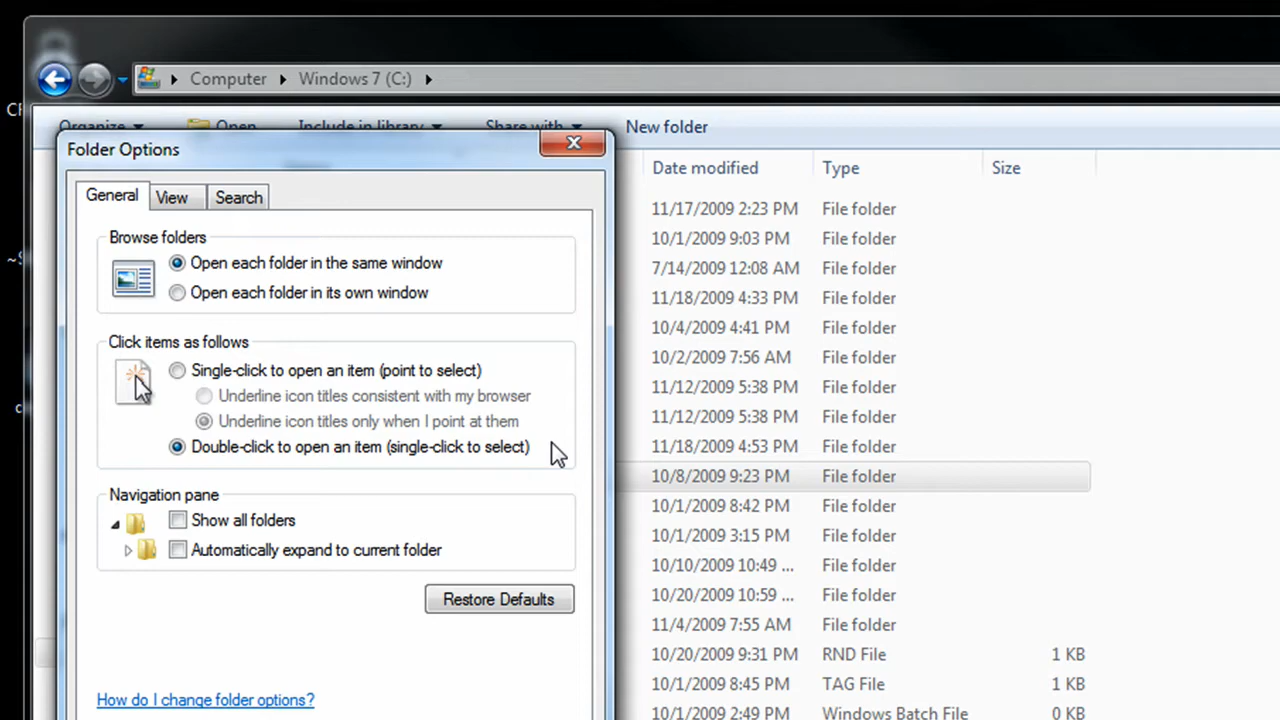 Computer Windows 7 (C:)
Organize Open Include in library Share with New folder
Folder Options
General View Search
Browse folders
Open each folder in the same window
Open each folder in its own window
Click items as follows
Single-click to open an item (point to select)
Underline icon titles consistent with my browser
Underline icon titles only when I point at them
Double-click to open an item (single-click to select)
Navigation pane
Show all folders
Automatically expand to current folder
Restore Defaults
How do I change folder options?
Date modified Type Size
11/17/2009 2:23 PM File folder
10/1/2009 9:03 PM File folder
7/14/2009 12:08 AM File folder
11/18/2009 4:33 PM File folder
10/4/2009 4:41 PM File folder
10/2/2009 7:56 AM File folder
11/12/2009 5:38 PM File folder
11/12/2009 5:38 PM File folder
11/18/2009 4:53 PM File folder
10/8/2009 9:23 PM File folder
10/1/2009 8:42 PM File folder
10/1/2009 3:15 PM File folder
10/10/2009 10:49 ... File folder
10/20/2009 10:59 ... File folder
11/4/2009 7:55 AM File folder
10/20/2009 9:31 PM RND File 1 KB
10/1/2009 8:45 PM TAG File 1 KB
10/1/2009 2:49 PM Windows Batch File 0 KB